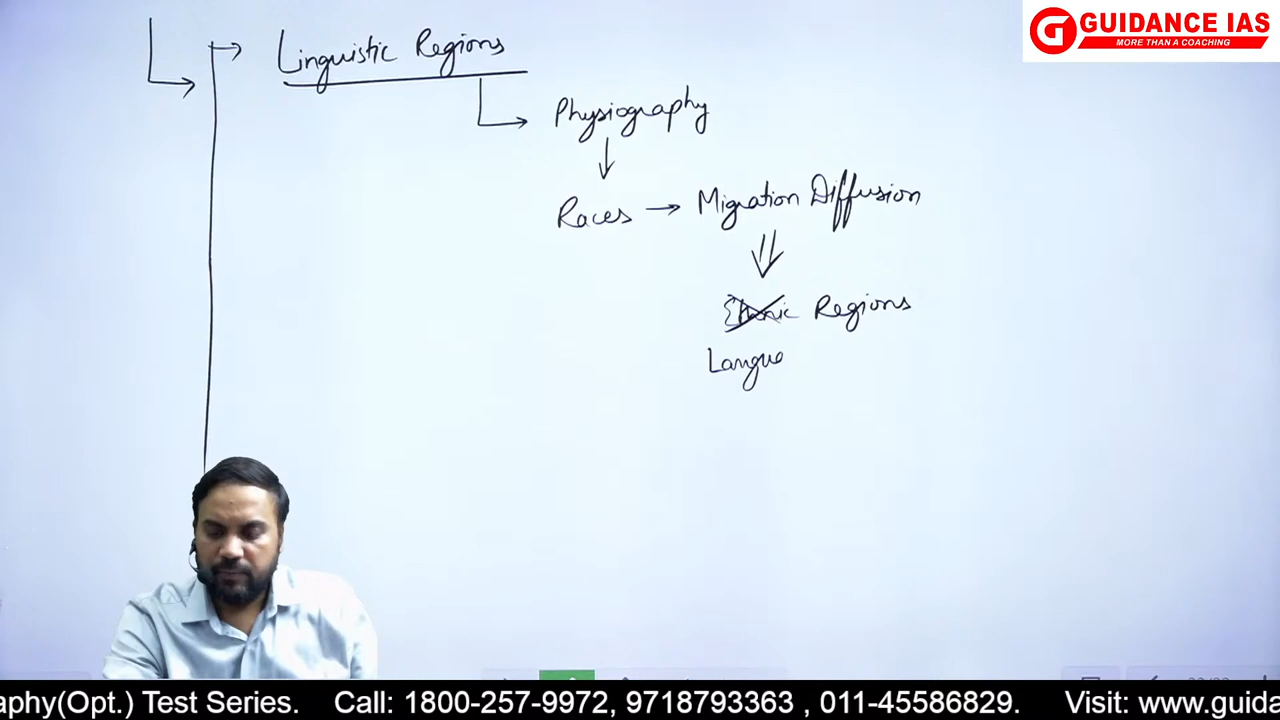 GUIDANCE IAS
MORE THAN A COACHING
Linguistic Regions
Physiography
Races → Migration Diffusion
Regions
Langue
aphy(Opt.) Test Series. Call: 1800-257-9972, 9718793363 , 011-45586829. Visit: www.guida